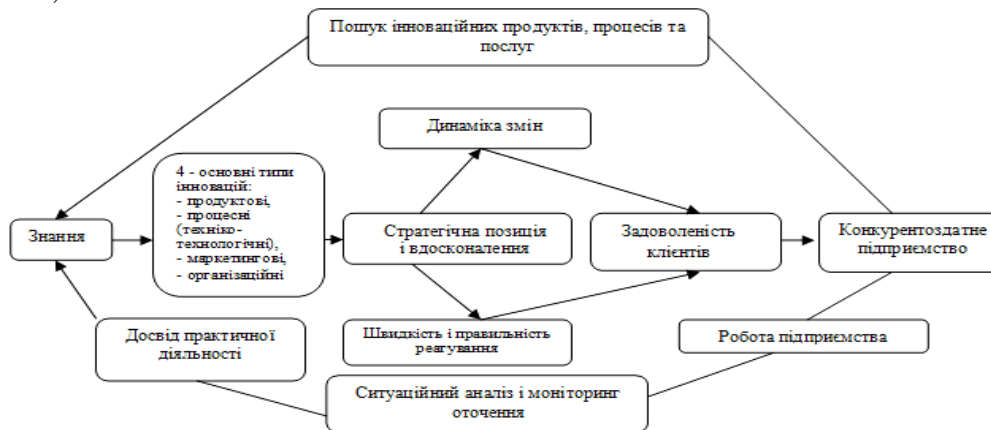 Пошук інноваційних продуктів, процесів та
послуг
Динаміка змін
4 - основні типи
інновацій:
- продуктові,
- процесні
(техніко-
технологічні),
- маркетингові,
- організаційні
Знання
Стратегічна позиція
і вдосконалення
Задоволеність
клієнтів
Конкурентоздатне
підприємство
Досвід практичної
діяльності
Швидкість і правильність
реагування
Робота підприємства
Ситуаційний аналіз і моніторинг
оточення